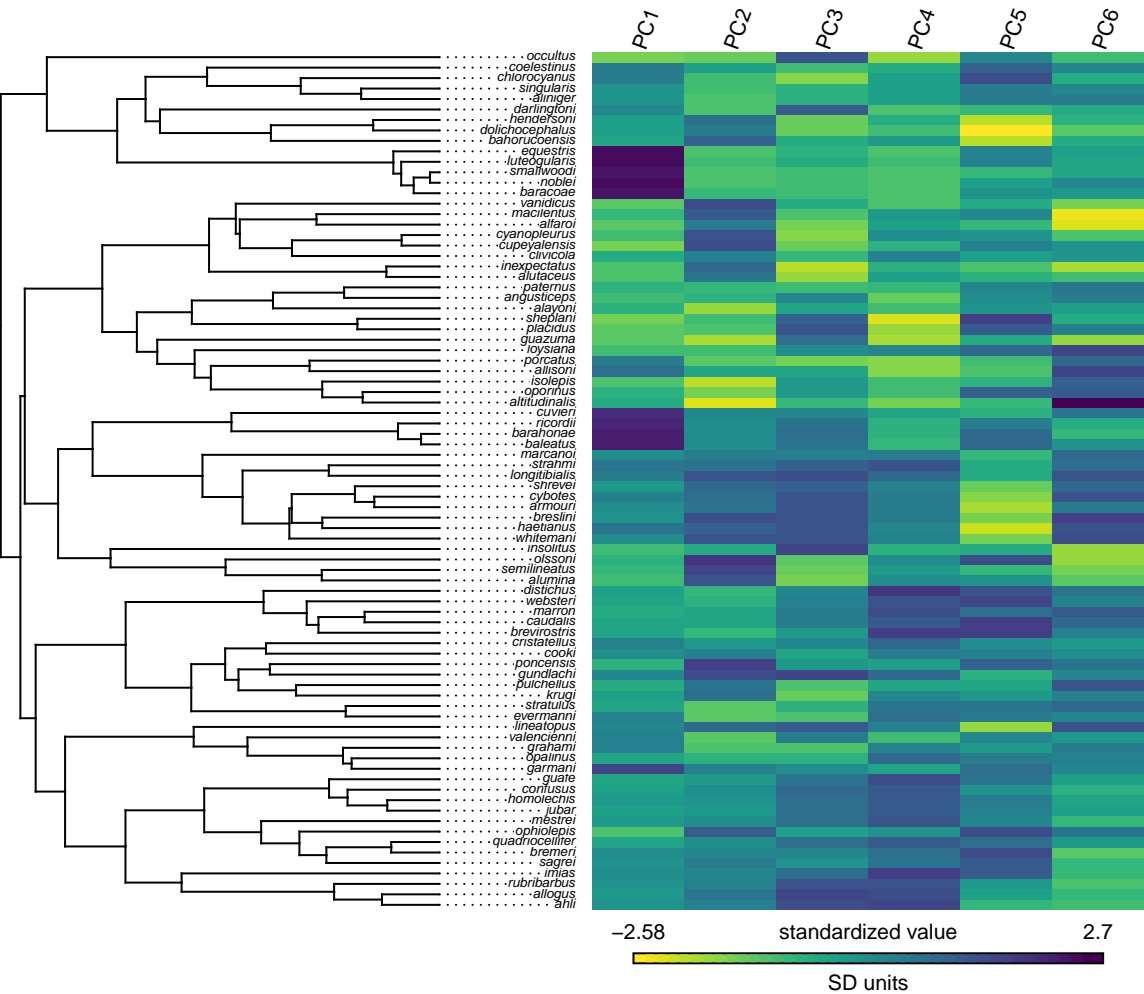 PC1 PC2 PC3 PC4 PC5 PC6
occultus
coelestinus
chlorocyanus
singularis
aliniger
darlingtoni
hendersoni
dolichocephalus
bahorucoensis
equestris
luteogularis
smallwoodi
noblei
baracoae
vanidicus
macilentus
alfaroi
cyanopleurus
cupeyalensis
clivicola
inexpectatus
alutaceus
paternus
angusticeps
alayoni
sheplani
placidus
guazuma
loysiana
porcatus
allisoni
isolepis
oporinus
altitudinalis
cuvieri
ricordii
barahonae
baleatus
marcanoi
strahmi
longitibialis
shrevei
cybotes
armouri
breslini
haetianus
whitemani
insolitus
olssoni
semilineatus
alumina
distichus
websteri
marron
caudalis
brevirostris
cristatellus
cooki
poncensis
gundlachi
pulchellus
krugi
stratulus
evermanni
lineatopus
valencienni
grahami
opalinus
garmani
guafe
confusus
homolechis
jubar
mestrei
ophiolepis
quadriocellifer
bremeri
sagrei
imias
rubribarbus
allogus
ahli
−2.58 standardized value 2.7
SD units